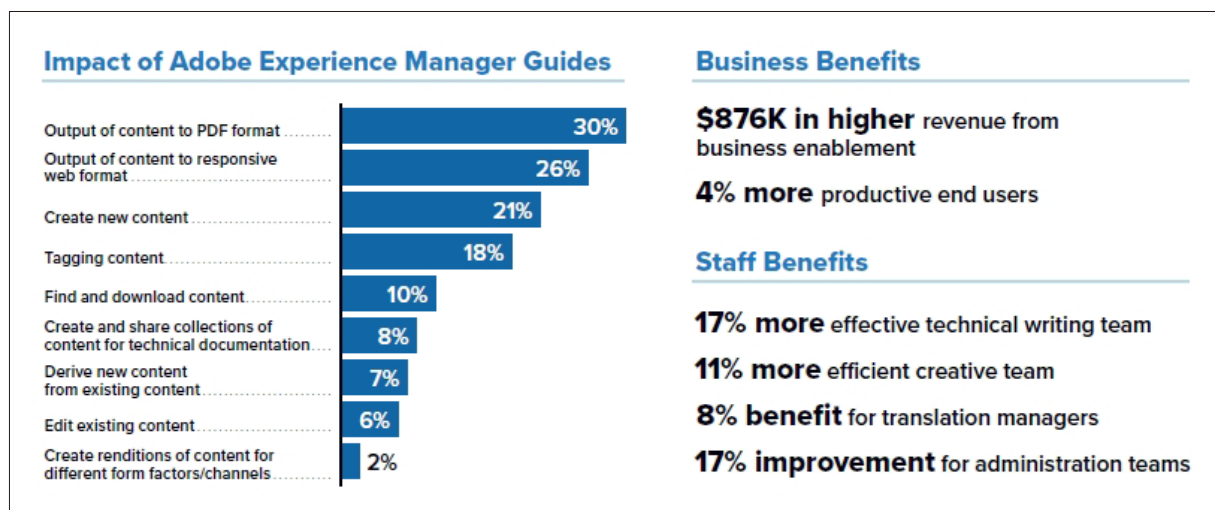 Impact of Adobe Experience Manager Guides
Output of content to PDF format
30%
Output of content to responsive
web format
26%
Create new content
21%
Tagging content
18%
Find and download content
10%
Create and share collections of
content for technical documentation
8%
Derive new content
from existing content
7%
Edit existing content
6%
Create renditions of content for
different form factors/channels
2%
Business Benefits
$876K in higher revenue from
business enablement
4% more productive end users
Staff Benefits
17% more effective technical writing team
11% more efficient creative team
8% benefit for translation managers
17% improvement for administration teams